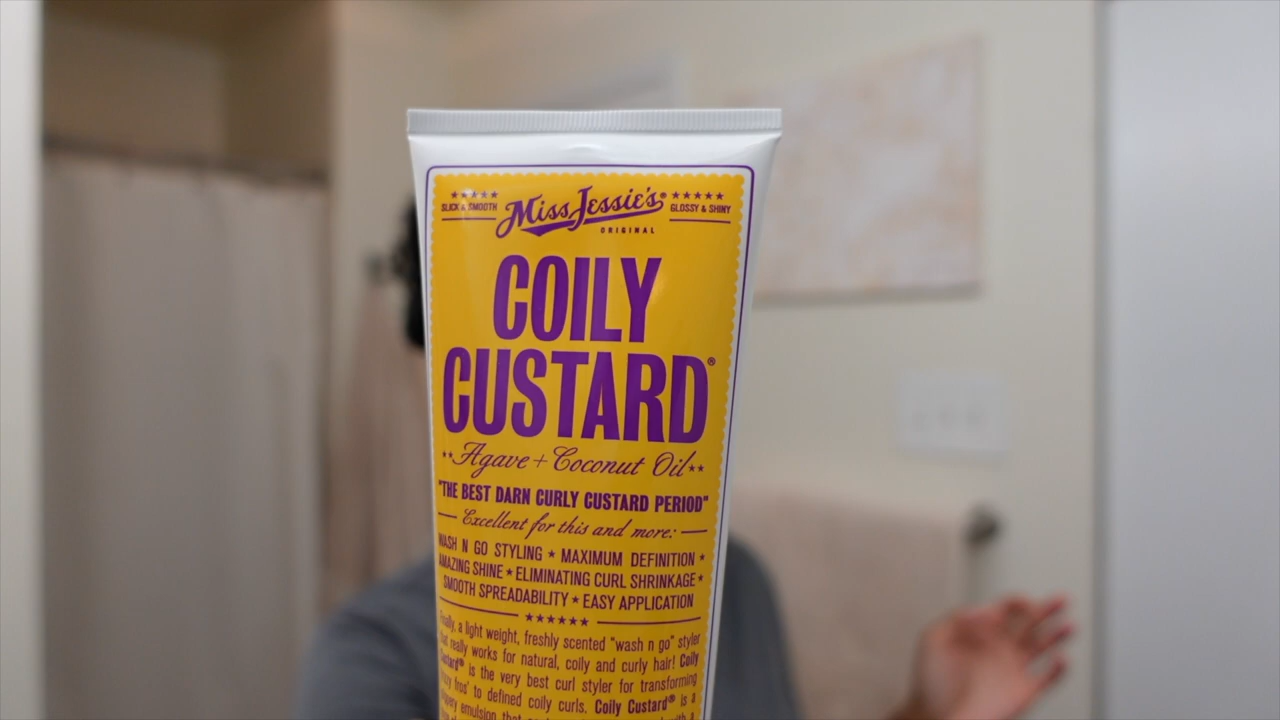 SLICK & SMOOTH
Miss Jessie's®
GLOSSY & SHINY
ORIGINAL
COILY
CUSTARD®
Agave + Coconut Oil
"THE BEST DARN CURLY CUSTARD PERIOD"
Excellent for this and more:
WASH N GO STYLING ★ MAXIMUM DEFINITION ★
AMAZING SHINE ★ ELIMINATING CURL SHRINKAGE ★
SMOOTH SPREADABILITY ★ EASY APPLICATION
Finally, a light weight, freshly scented "wash n go" styler
that really works for natural, coily and curly hair! Coily
Custard® is the very best curl styler for transforming
fros' to defined coily curls. Coily Custard® is a
emulsion that